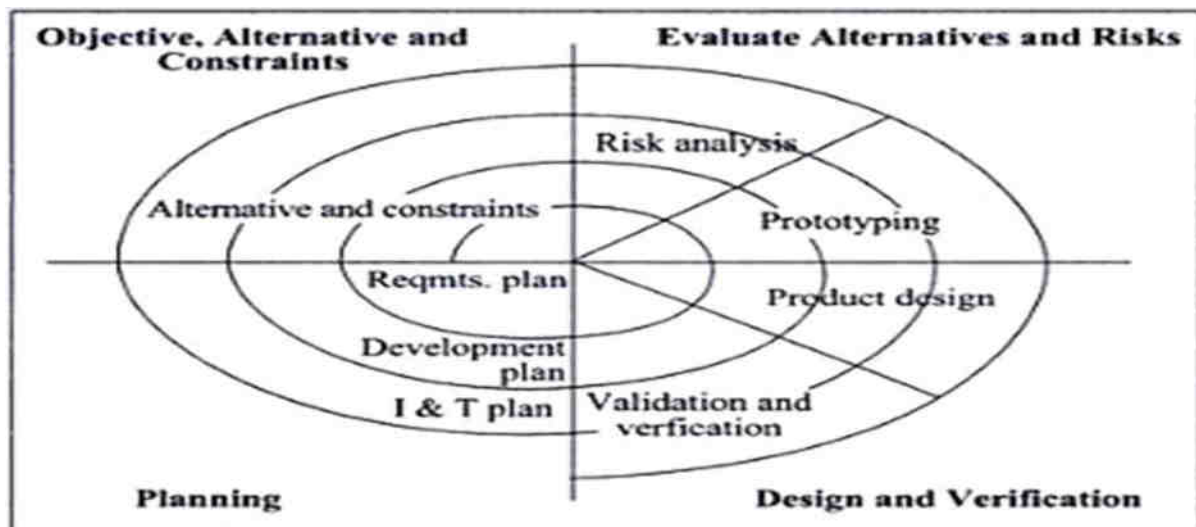 Objective, Alternative and
Constraints
Evaluate Alternatives and Risks
Risk analysis
Alternative and constraints
Prototyping
Reqmts. plan
Product design
Development
plan
I & T plan
Validation and
verfication
Planning
Design and Verification